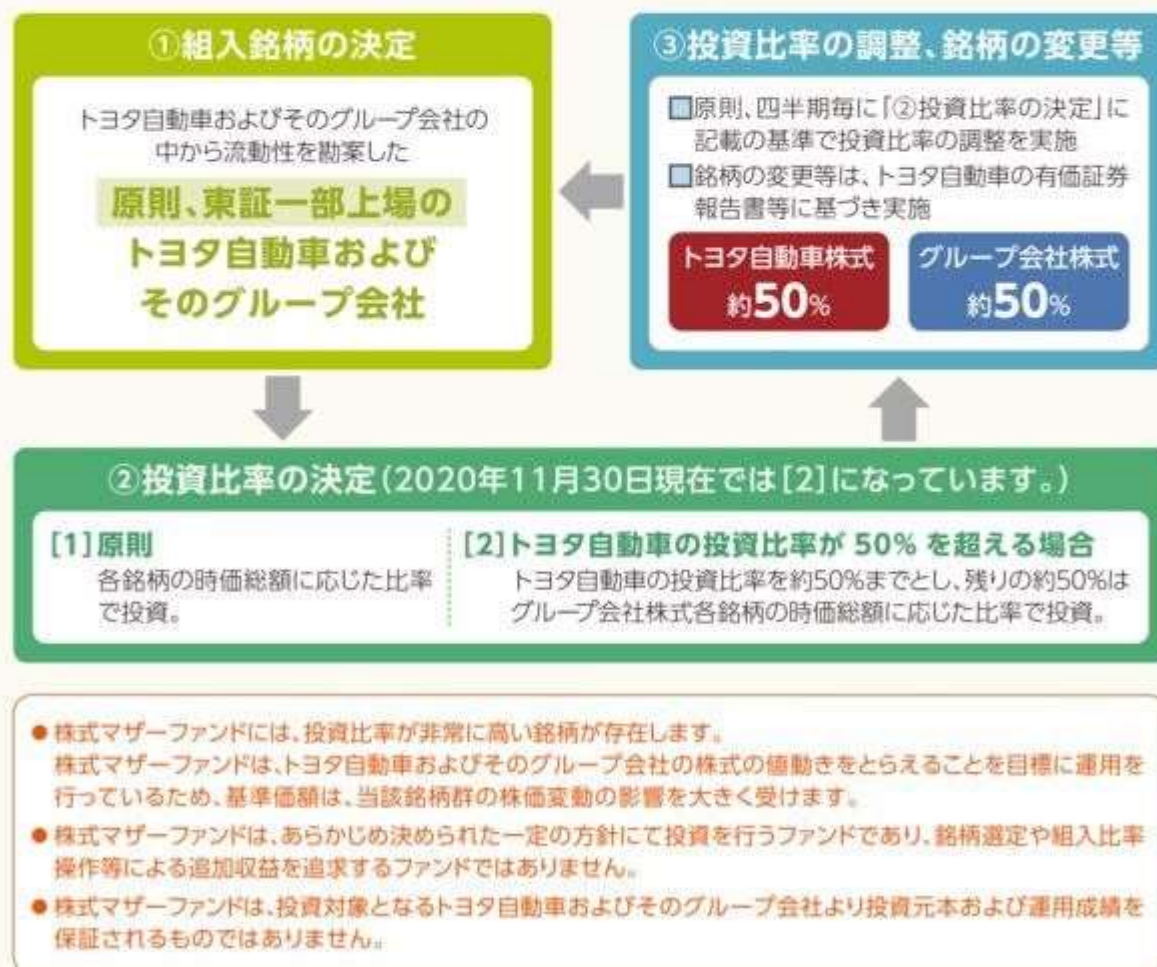 ①組入銘柄の決定
トヨタ自動車およびそのグループ会社の
中から流動性を勘案した
原則、東証一部上場の
トヨタ自動車および
そのグループ会社
③投資比率の調整、銘柄の変更等
原則、四半期毎に「②投資比率の決定」に
記載の基準で投資比率の調整を実施
銘柄の変更等は、トヨタ自動車の有価証券
報告書等に基づき実施
トヨタ自動車株式
約50%
グループ会社株式
約50%
②投資比率の決定(2020年11月30日現在では[2]になっています。)
[1]原則
各銘柄の時価総額に応じた比率
で投資。
[2]トヨタ自動車の投資比率が 50% を超える場合
トヨタ自動車の投資比率を約50%までとし、残りの約50%は
グループ会社株式各銘柄の時価総額に応じた比率で投資。
●株式マザーファンドには、投資比率が非常に高い銘柄が存在します。
株式マザーファンドは、トヨタ自動車およびそのグループ会社の株式の値動きをとらえることを目標に運用を
行っているため、基準価額は、当該銘柄群の株価変動の影響を大きく受けます。
●株式マザーファンドは、あらかじめ決められた一定の方針にて投資を行うファンドであり、銘柄選定や組入比率
操作等による追加収益を追求するファンドではありません。
●株式マザーファンドは、投資対象となるトヨタ自動車およびそのグループ会社より投資元本および運用成績を
保証されるものではありません。